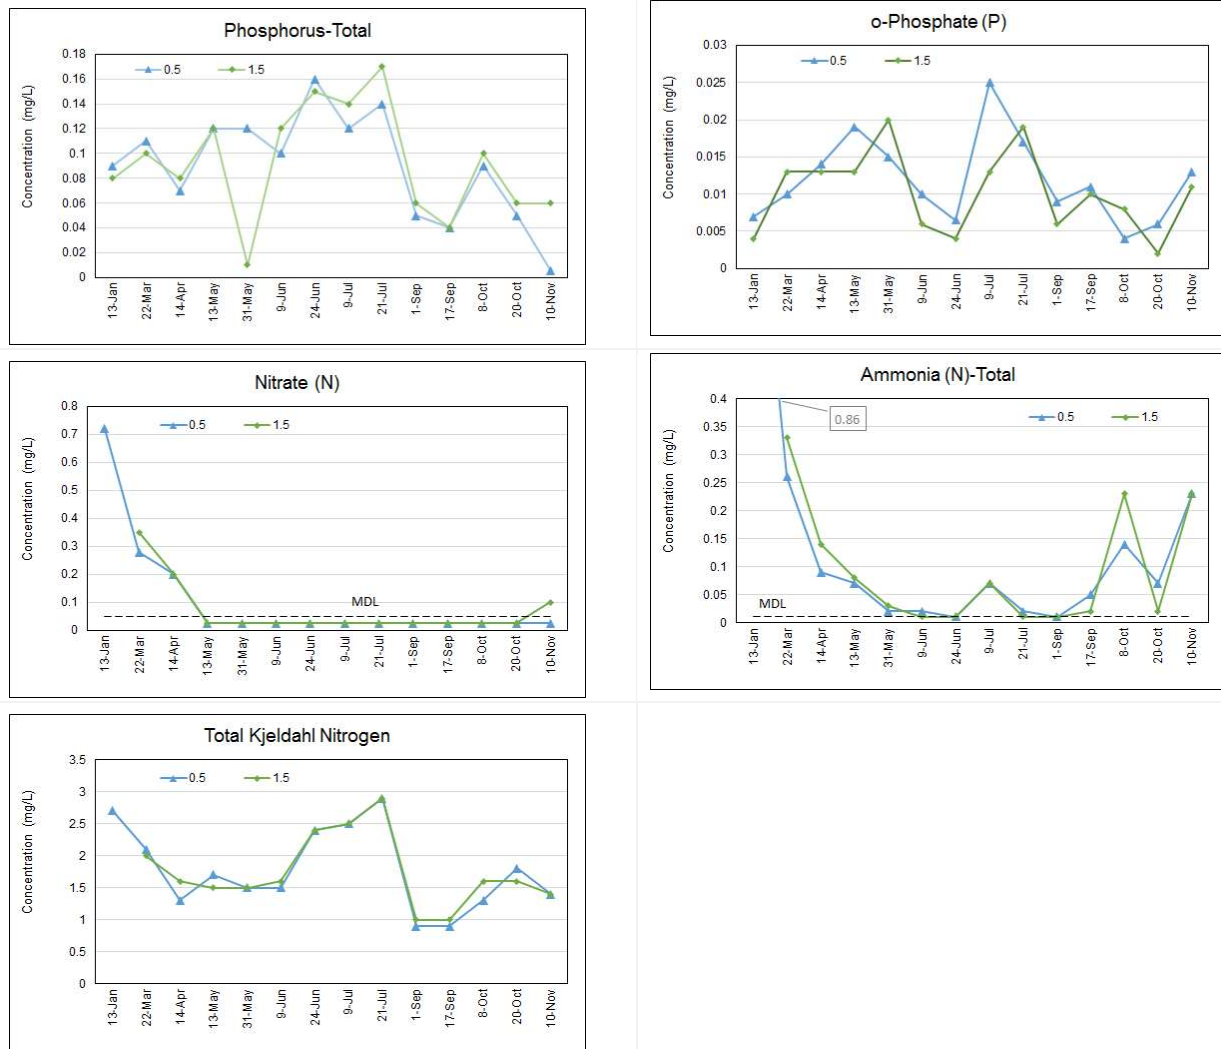 Phosphorus-Total
Concentration (mg/L)
0.5 1.5
0.18
0.16
0.14
0.12
0.1
0.08
0.06
0.04
0.02
0
13-Jan 22-Mar 14-Apr 13-May 31-May 9-Jun 24-Jun 9-Jul 21-Jul 1-Sep 17-Sep 8-Oct 20-Oct 10-Nov
o-Phosphate (P)
Concentration (mg/L)
0.5 1.5
0.03
0.025
0.02
0.015
0.01
0.005
0
13-Jan 22-Mar 14-Apr 13-May 31-May 9-Jun 24-Jun 9-Jul 21-Jul 1-Sep 17-Sep 8-Oct 20-Oct 10-Nov
Nitrate (N)
Concentration (mg/L)
0.5 1.5
0.8
0.7
0.6
0.5
0.4
0.3
0.2
0.1
0
MDL
13-Jan 22-Mar 14-Apr 13-May 31-May 9-Jun 24-Jun 9-Jul 21-Jul 1-Sep 17-Sep 8-Oct 20-Oct 10-Nov
Ammonia (N)-Total
Concentration (mg/L)
0.86
0.5 1.5
0.4
0.35
0.3
0.25
0.2
0.15
0.1
0.05
0
MDL
13-Jan 22-Mar 14-Apr 13-May 31-May 9-Jun 24-Jun 9-Jul 21-Jul 1-Sep 17-Sep 8-Oct 20-Oct 10-Nov
Total Kjeldahl Nitrogen
Concentration (mg/L)
0.5 1.5
3.5
3
2.5
2
1.5
1
0.5
0
13-Jan 22-Mar 14-Apr 13-May 31-May 9-Jun 24-Jun 9-Jul 21-Jul 1-Sep 17-Sep 8-Oct 20-Oct 10-Nov